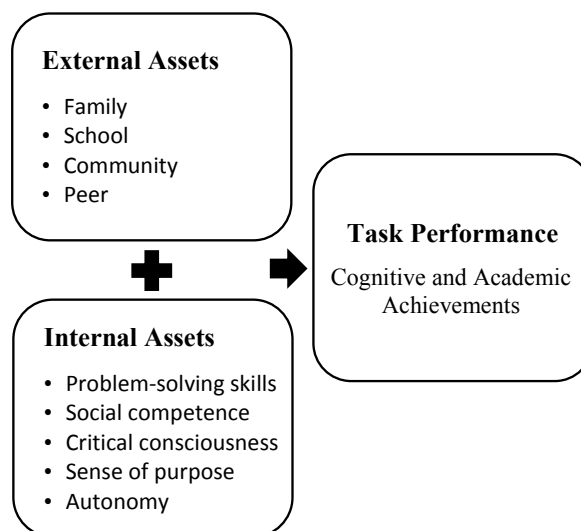 External Assets
• Family
• School
• Community
• Peer
Internal Assets
• Problem-solving skills
• Social competence
• Critical consciousness
• Sense of purpose
• Autonomy
Task Performance
Cognitive and Academic
Achievements